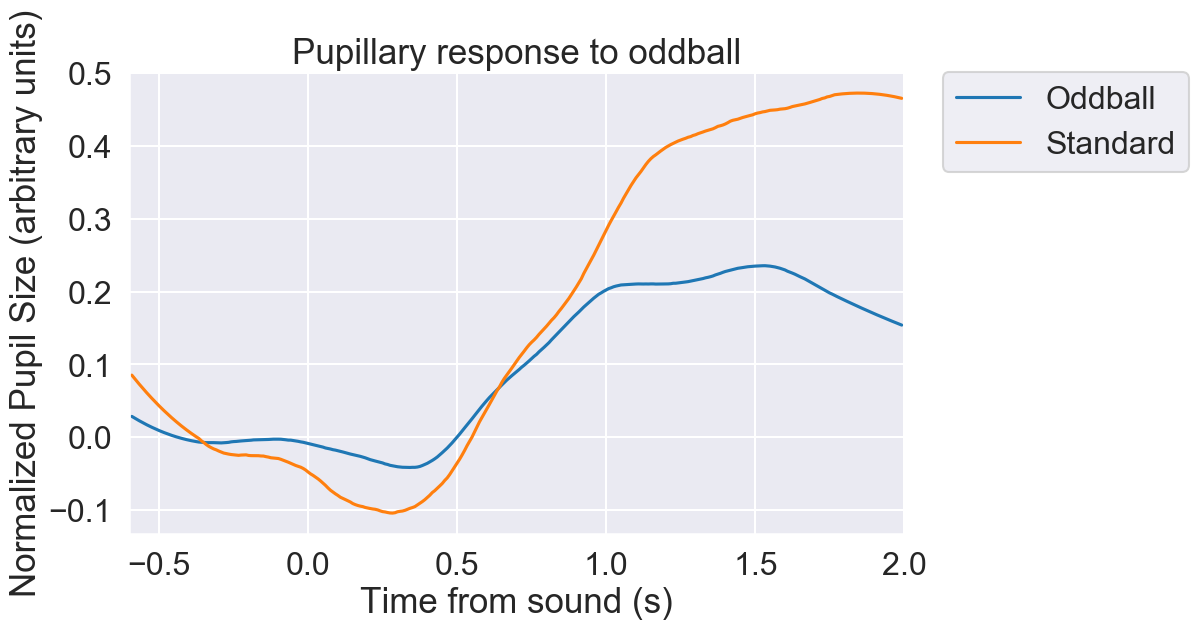 Pupillary response to oddball
Normalized Pupil Size (arbitrary units)
0.5
0.4
0.3
0.2
0.1
0.0
−0.1
−0.5
0.0
0.5
1.0
1.5
2.0
Time from sound (s)
Oddball
Standard